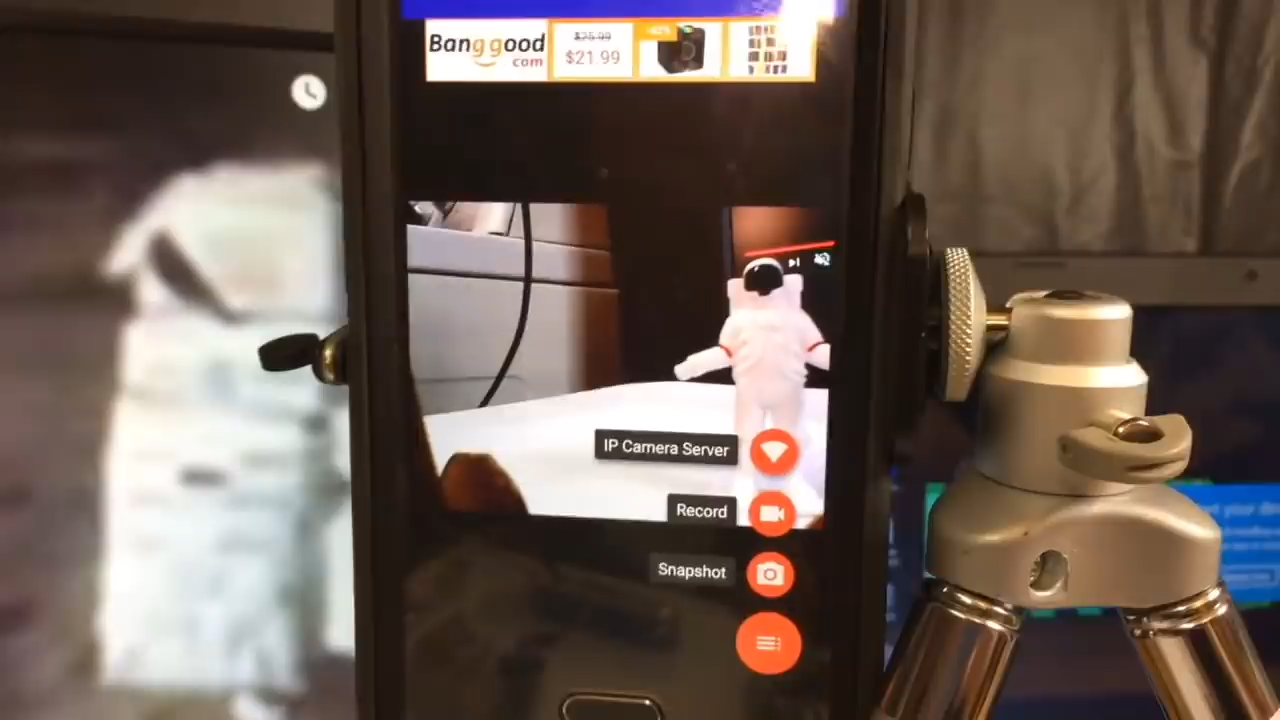 Banggood
.com
$25.99
$21.99
IP Camera Server
Record
Snapshot